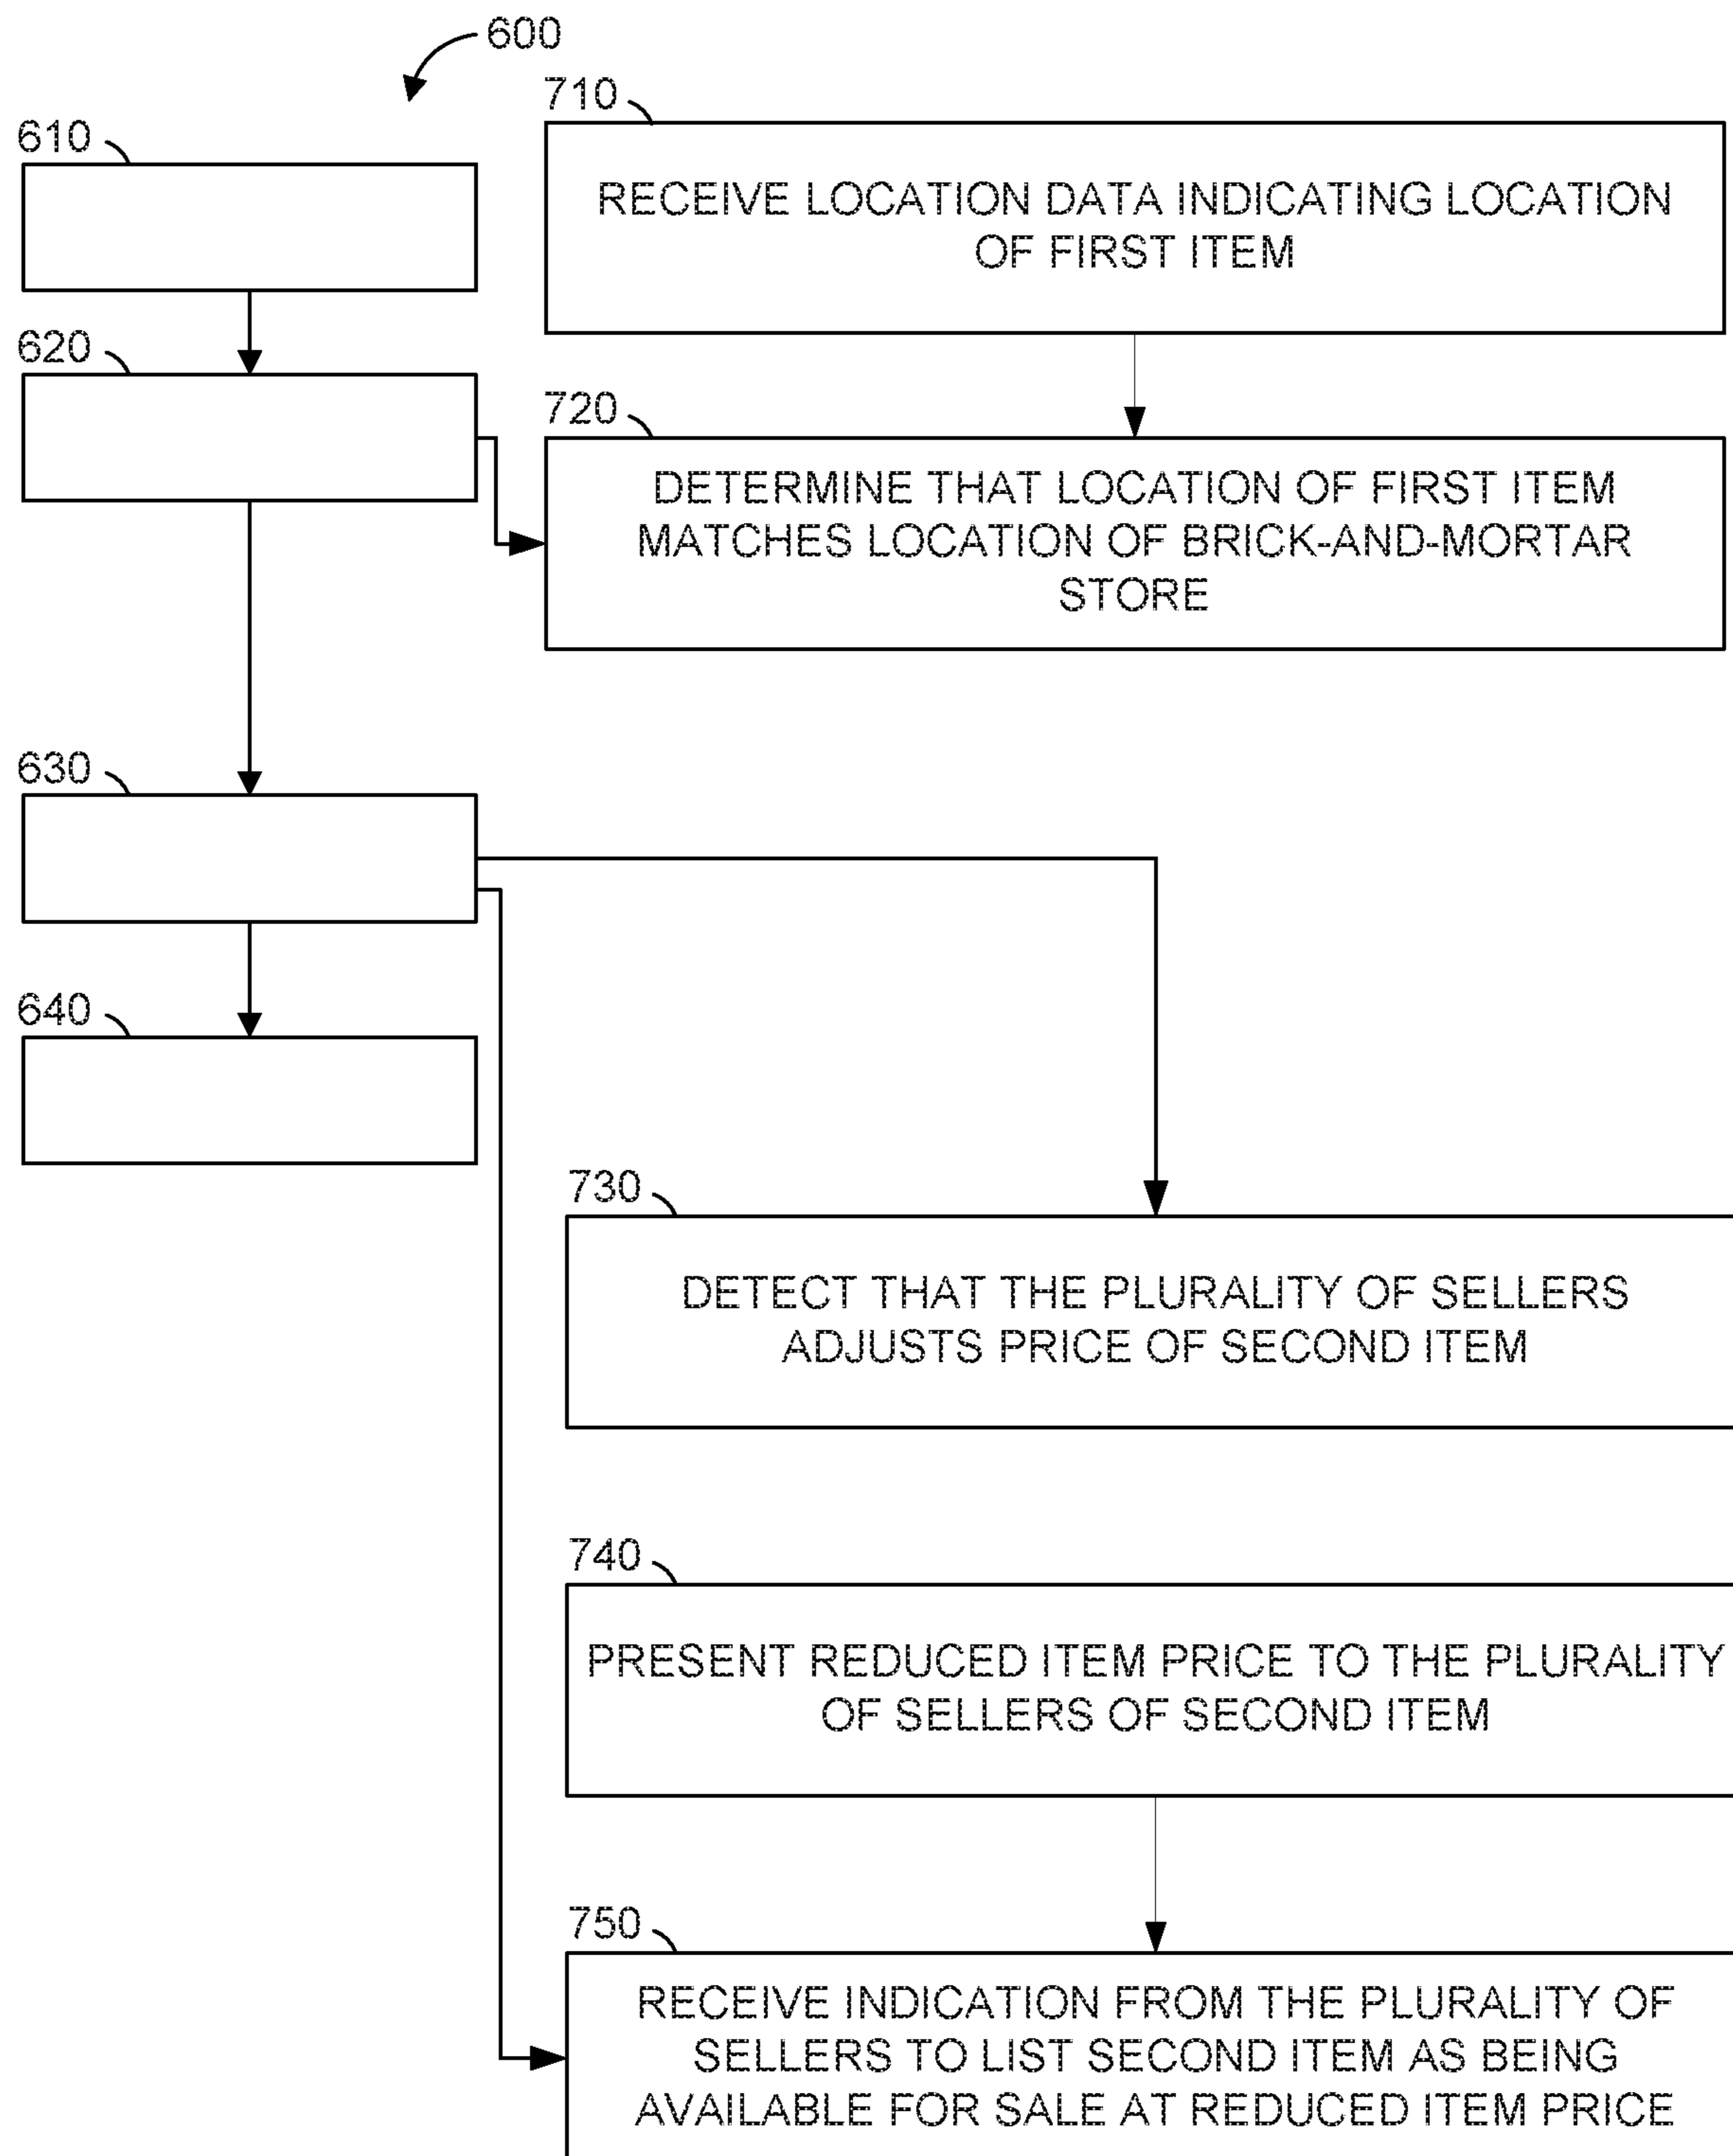 600
710
610
RECEIVE LOCATION DATA INDICATING LOCATION
OF FIRST ITEM
620
720
DETERMINE THAT LOCATION OF FIRST ITEM
MATCHES LOCATION OF BRICK-AND-MORTAR
STORE
630
640
730
DETECT THAT THE PLURALITY OF SELLERS
ADJUSTS PRICE OF SECOND ITEM
740
PRESENT REDUCED ITEM PRICE TO THE PLURALITY
OF SELLERS OF SECOND ITEM
750
RECEIVE INDICATION FROM THE PLURALITY OF
SELLERS TO LIST SECOND ITEM AS BEING
AVAILABLE FOR SALE AT REDUCED ITEM PRICE